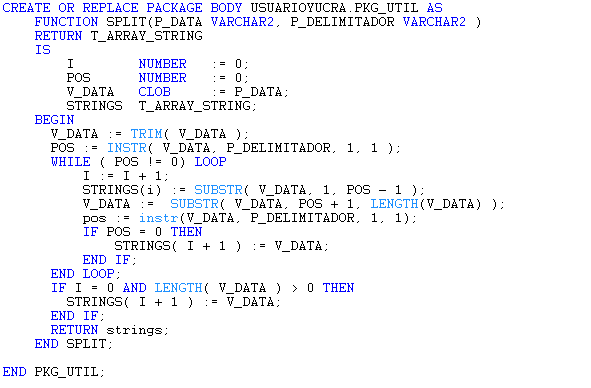 CREATE OR REPLACE PACKAGE BODY USUARIOYUCRA.PKG_UTIL AS
    FUNCTION SPLIT(P_DATA VARCHAR2, P_DELIMITADOR VARCHAR2 )
    RETURN T_ARRAY_STRING
    IS
        I        NUMBER   := 0;
        POS      NUMBER   := 0;
        V_DATA   CLOB     := P_DATA;
        STRINGS  T_ARRAY_STRING;
    BEGIN
      V_DATA := TRIM( V_DATA );
      POS := INSTR( V_DATA, P_DELIMITADOR, 1, 1 );
      WHILE ( POS != 0) LOOP
          I := I + 1;
          STRINGS(i) := SUBSTR( V_DATA, 1, POS - 1 );
          V_DATA :=  SUBSTR( V_DATA, POS + 1, LENGTH(V_DATA) );
          pos := instr(V_DATA, P_DELIMITADOR, 1, 1);
          IF POS = 0 THEN
              STRINGS( I + 1 ) := V_DATA;
          END IF;
      END LOOP;
      IF I = 0 AND LENGTH( V_DATA ) > 0 THEN
        STRINGS( I + 1 ) := V_DATA;
      END IF;
      RETURN strings;
    END SPLIT;

END PKG_UTIL;